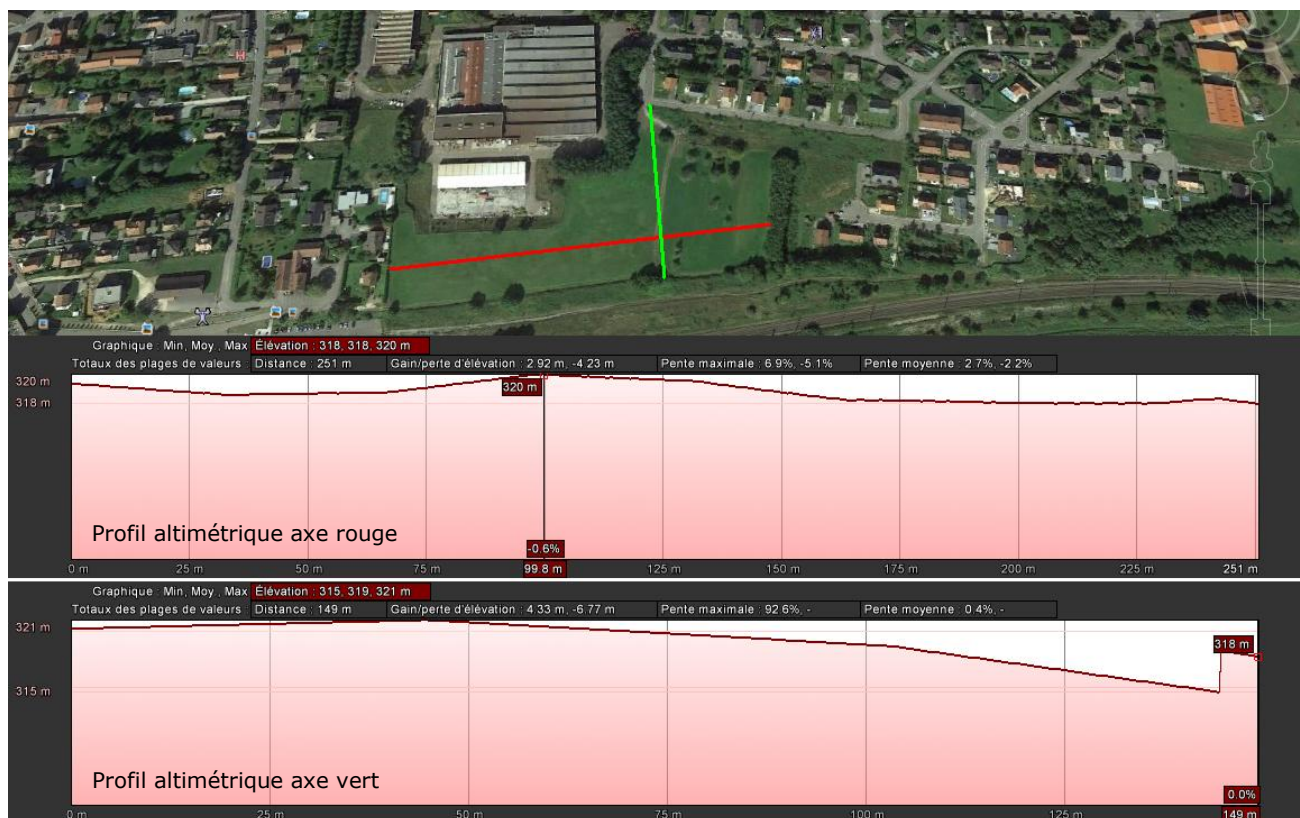 Graphique : Min, Moy., Max Élévation : 318, 318, 320 m
Totaux des plages de valeurs : Distance : 251 m Gain/perte d'élévation : 2.92 m, -4.23 m Pente maximale : 6.9%, -5.1% Pente moyenne : 2.7%, -2.2%
320 m
318 m
320 m
Profil altimétrique axe rouge
-0.6%
0 m 25 m 50 m 75 m 99.8 m 125 m 150 m 175 m 200 m 225 m 251 m
Graphique : Min, Moy., Max Élévation : 315, 319, 321 m
Totaux des plages de valeurs : Distance : 149 m Gain/perte d'élévation : 4.33 m, -6.77 m Pente maximale : 92.6%, - Pente moyenne : 0.4%, -
321 m
318 m
315 m
Profil altimétrique axe vert
0.0%
0 m 25 m 50 m 75 m 100 m 125 m 149 m